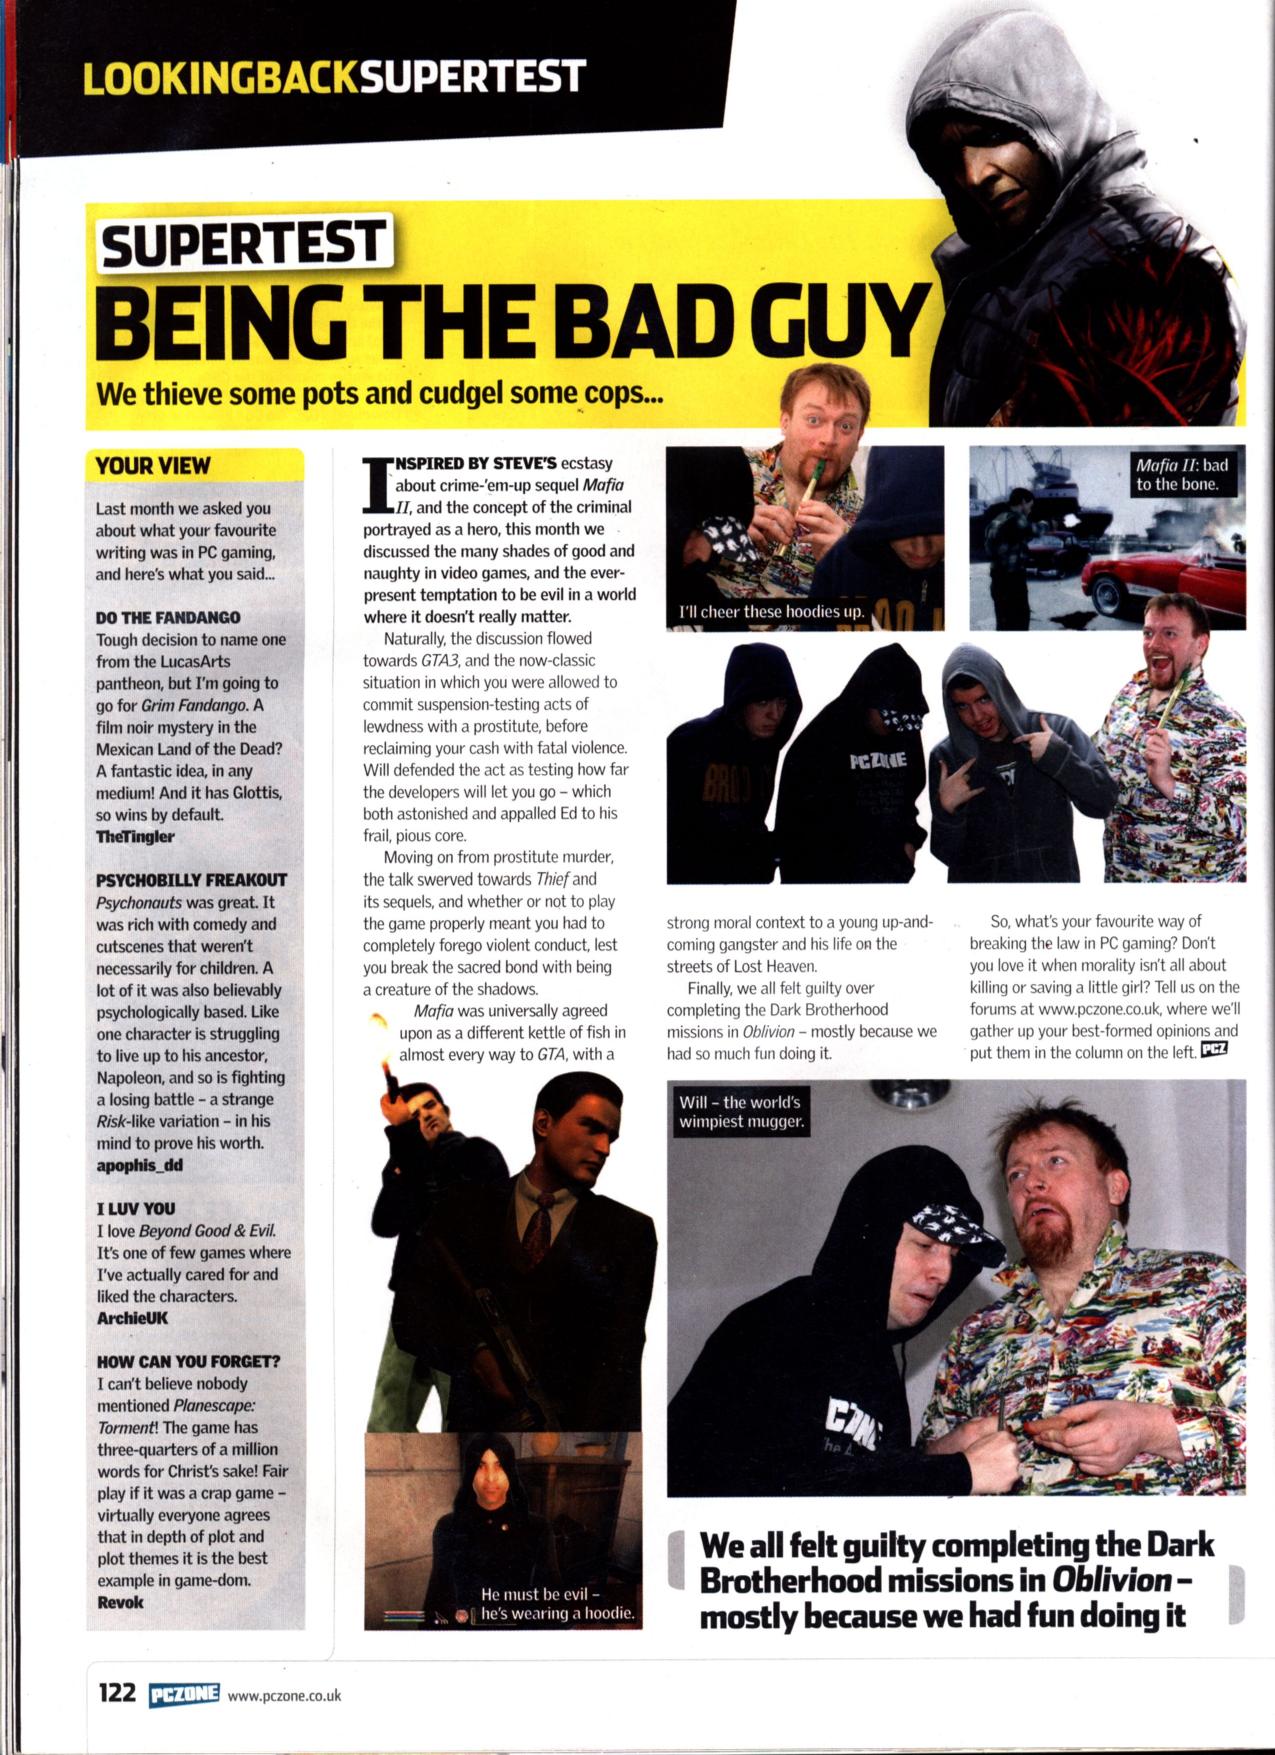 LOOKINGBACKSUPERTEST
SUPERTEST
BEING THE BAD GUY
We thieve some pots and cudgel some cops...
YOUR VIEW
Last month we asked you
about what your favourite
writing was in PC gaming,
and here's what you said...
DO THE FANDANGO
Tough decision to name one
from the LucasArts
pantheon, but I'm going to
go for Grim Fandango. A
film noir mystery in the
Mexican Land of the Dead?
A fantastic idea, in any
medium! And it has Glottis,
so wins by default.
TheTingler
PSYCHOBILLY FREAKOUT
Psychonauts was great. It
was rich with comedy and
cutscenes that weren't
necessarily for children. A
lot of it was also believably
psychologically based. Like
one character is struggling
to live up to his ancestor,
Napoleon, and so is fighting
a losing battle – a strange
Risk-like variation – in his
mind to prove his worth.
apophis_dd
I LUV YOU
I love Beyond Good & Evil.
It's one of few games where
I've actually cared for and
liked the characters.
ArchieUK
HOW CAN YOU FORGET?
I can't believe nobody
mentioned Planescape:
Torment! The game has
three-quarters of a million
words for Christ's sake! Fair
play if it was a crap game –
virtually everyone agrees
that in depth of plot and
plot themes it is the best
example in game-dom.
Revok
INSPIRED BY STEVE'S ecstasy
about crime-'em-up sequel Mafia
II, and the concept of the criminal
portrayed as a hero, this month we
discussed the many shades of good and
naughty in video games, and the ever-
present temptation to be evil in a world
where it doesn't really matter.
Naturally, the discussion flowed
towards GTA3, and the now-classic
situation in which you were allowed to
commit suspension-testing acts of
lewdness with a prostitute, before
reclaiming your cash with fatal violence.
Will defended the act as testing how far
the developers will let you go – which
both astonished and appalled Ed to his
frail, pious core.
Moving on from prostitute murder,
the talk swerved towards Thief and
its sequels, and whether or not to play
the game properly meant you had to
completely forego violent conduct, lest
you break the sacred bond with being
a creature of the shadows.
Mafia was universally agreed
upon as a different kettle of fish in
almost every way to GTA, with a
He must be evil –
he's wearing a hoodie.
I'll cheer these hoodies up.
Mafia II: bad
to the bone.
PCZONE
strong moral context to a young up-and-
coming gangster and his life on the
streets of Lost Heaven.
Finally, we all felt guilty over
completing the Dark Brotherhood
missions in Oblivion – mostly because we
had so much fun doing it.
So, what's your favourite way of
breaking the law in PC gaming? Don't
you love it when morality isn't all about
killing or saving a little girl? Tell us on the
forums at www.pczone.co.uk, where we'll
gather up your best-formed opinions and
put them in the column on the left. PCZ
Will – the world's
wimpiest mugger.
We all felt guilty completing the Dark
Brotherhood missions in Oblivion –
mostly because we had fun doing it
122 PCZONE www.pczone.co.uk